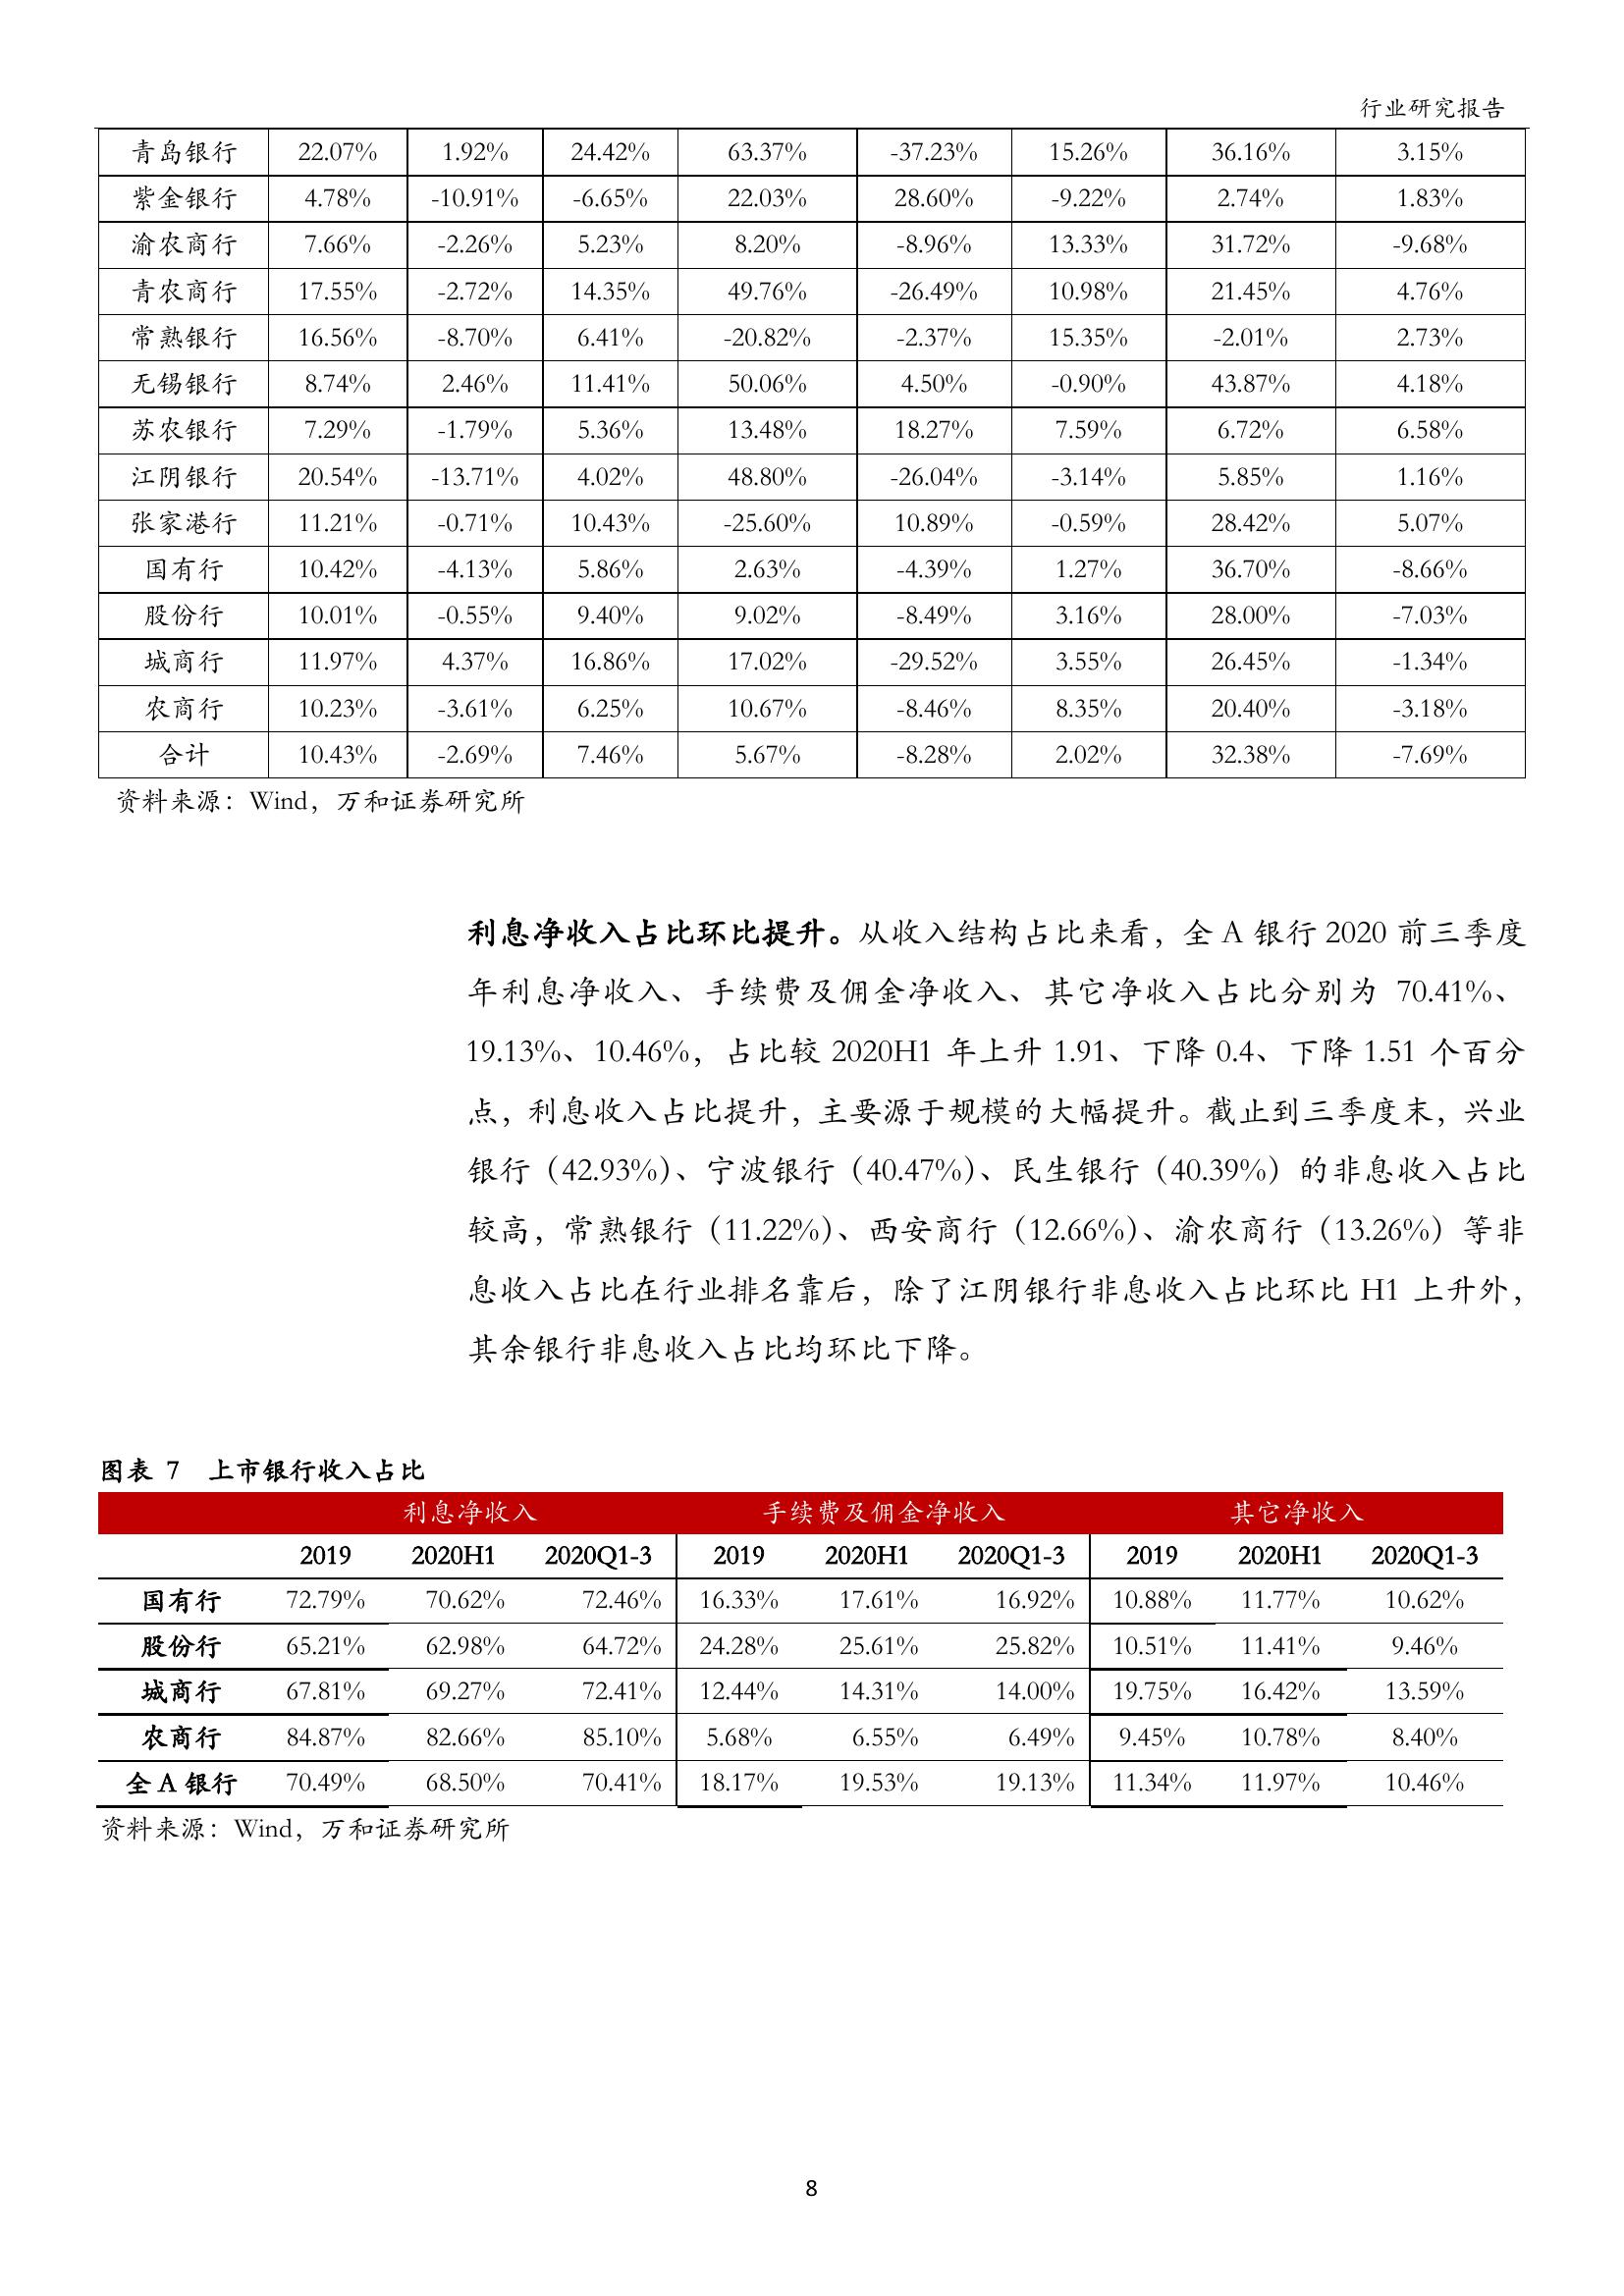 行业研究报告
青岛银行 22.07% 1.92% 24.42% 63.37% -37.23% 15.26% 36.16% 3.15%
紫金银行 4.78% -10.91% -6.65% 22.03% 28.60% -9.22% 2.74% 1.83%
渝农商行 7.66% -2.26% 5.23% 8.20% -8.96% 13.33% 31.72% -9.68%
青农商行 17.55% -2.72% 14.35% 49.76% -26.49% 10.98% 21.45% 4.76%
常熟银行 16.56% -8.70% 6.41% -20.82% -2.37% 15.35% -2.01% 2.73%
无锡银行 8.74% 2.46% 11.41% 50.06% 4.50% -0.90% 43.87% 4.18%
苏农银行 7.29% -1.79% 5.36% 13.48% 18.27% 7.59% 6.72% 6.58%
江阴银行 20.54% -13.71% 4.02% 48.80% -26.04% -3.14% 5.85% 1.16%
张家港行 11.21% -0.71% 10.43% -25.60% 10.89% -0.59% 28.42% 5.07%
国有行 10.42% -4.13% 5.86% 2.63% -4.39% 1.27% 36.70% -8.66%
股份行 10.01% -0.55% 9.40% 9.02% -8.49% 3.16% 28.00% -7.03%
城商行 11.97% 4.37% 16.86% 17.02% -29.52% 3.55% 26.45% -1.34%
农商行 10.23% -3.61% 6.25% 10.67% -8.46% 8.35% 20.40% -3.18%
合计 10.43% -2.69% 7.46% 5.67% -8.28% 2.02% 32.38% -7.69%
资料来源：Wind，万和证券研究所
利息净收入占比环比提升。从收入结构占比来看，全 A 银行 2020 前三季度
年利息净收入、手续费及佣金净收入、其它净收入占比分别为 70.41%、
19.13%、10.46%，占比较 2020H1 年上升 1.91、下降 0.4、下降 1.51 个百分
点，利息收入占比提升，主要源于规模的大幅提升。截止到三季度末，兴业
银行（42.93%）、宁波银行（40.47%）、民生银行（40.39%）的非息收入占比
较高，常熟银行（11.22%）、西安商行（12.66%）、渝农商行（13.26%）等非
息收入占比在行业排名靠后，除了江阴银行非息收入占比环比 H1 上升外，
其余银行非息收入占比均环比下降。
图表 7 上市银行收入占比
利息净收入 手续费及佣金净收入 其它净收入
2019 2020H1 2020Q1-3 2019 2020H1 2020Q1-3 2019 2020H1 2020Q1-3
国有行 72.79% 70.62% 72.46% 16.33% 17.61% 16.92% 10.88% 11.77% 10.62%
股份行 65.21% 62.98% 64.72% 24.28% 25.61% 25.82% 10.51% 11.41% 9.46%
城商行 67.81% 69.27% 72.41% 12.44% 14.31% 14.00% 19.75% 16.42% 13.59%
农商行 84.87% 82.66% 85.10% 5.68% 6.55% 6.49% 9.45% 10.78% 8.40%
全 A 银行 70.49% 68.50% 70.41% 18.17% 19.53% 19.13% 11.34% 11.97% 10.46%
资料来源：Wind，万和证券研究所
8